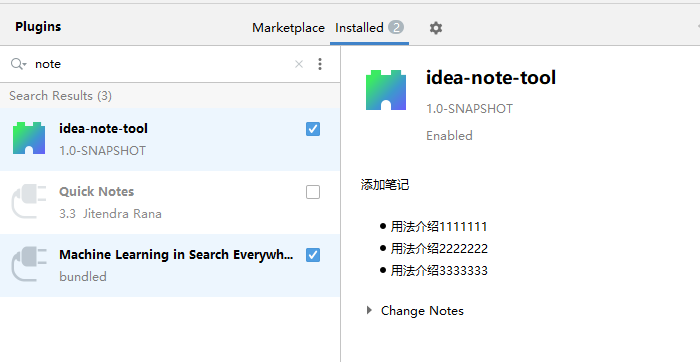 Plugins
Marketplace
Installed 2
note
Search Results (3)
idea-note-tool
1.0-SNAPSHOT
Quick Notes
3.3 Jitendra Rana
Machine Learning in Search Everywh...
bundled
idea-note-tool
1.0-SNAPSHOT
Enabled
添加笔记
用法介绍1111111
用法介绍2222222
用法介绍3333333
Change Notes